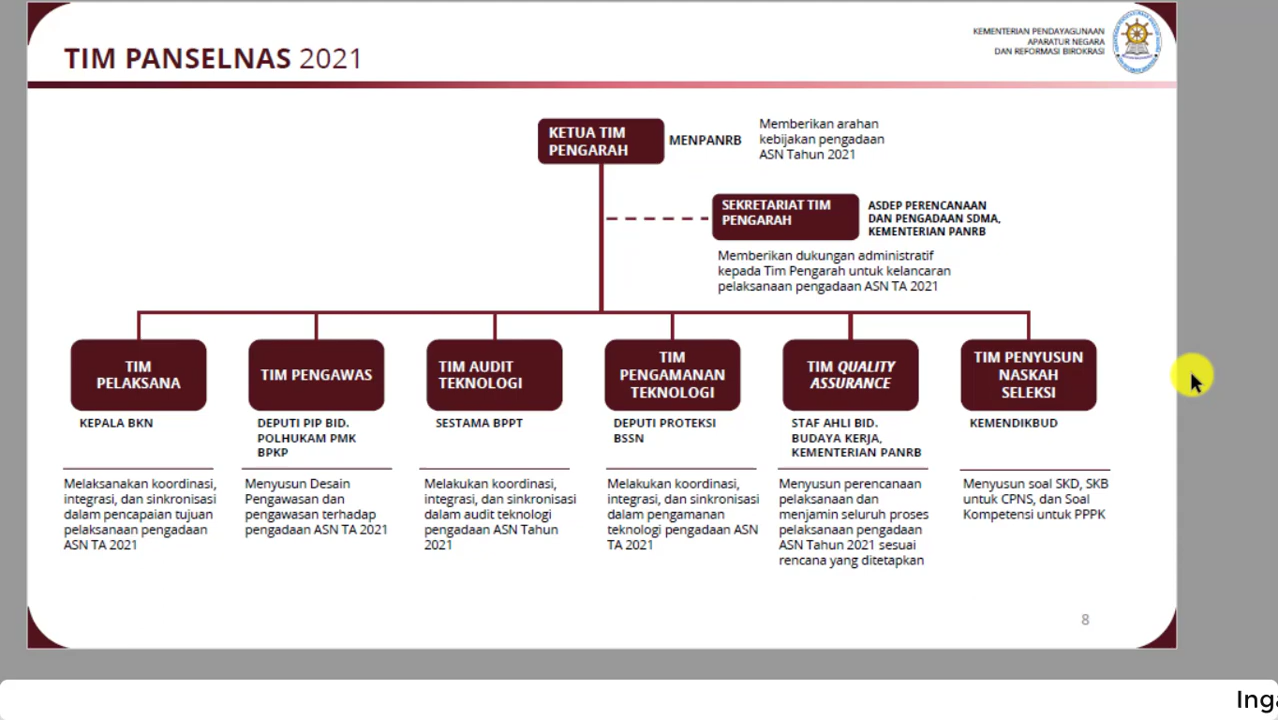 TIM PANSELNAS 2021
KEMENTERIAN PENDAYAGUNAAN
APARATUR NEGARA
DAN REFORMASI BIROKRASI
KETUA TIM
PENGARAH
MENPANRB
Memberikan arahan
kebijakan pengadaan
ASN Tahun 2021
SEKRETARIAT TIM
PENGARAH
ASDEP PERENCANAAN
DAN PENGADAAN SDMA,
KEMENTERIAN PANRB
Memberikan dukungan administratif
kepada Tim Pengarah untuk kelancaran
pelaksanaan pengadaan ASN TA 2021
TIM
PELAKSANA
KEPALA BKN
Melaksanakan koordinasi,
integrasi, dan sinkronisasi
dalam pencapaian tujuan
pelaksanaan pengadaan
ASN TA 2021
TIM PENGAWAS
DEPUTI PIP BID.
POLHUKAM PMK
BPKP
Menyusun Desain
Pengawasan dan
pengawasan terhadap
pengadaan ASN TA 2021
TIM AUDIT
TEKNOLOGI
SESTAMA BPPT
Melakukan koordinasi,
integrasi, dan sinkronisasi
dalam audit teknologi
pengadaan ASN Tahun
2021
TIM
PENGAMANAN
TEKNOLOGI
DEPUTI PROTEKSI
BSSN
Melakukan koordinasi,
integrasi, dan sinkronisasi
dalam pengamanan
teknologi pengadaan ASN
TA 2021
TIM QUALITY
ASSURANCE
STAF AHLI BID.
BUDAYA KERJA,
KEMENTERIAN PANRB
Menyusun perencanaan
pelaksanaan dan
menjamin seluruh proses
pelaksanaan pengadaan
ASN Tahun 2021 sesuai
rencana yang ditetapkan
TIM PENYUSUN
NASKAH
SELEKSI
KEMENDIKBUD
Menyusun soal SKD, SKB
untuk CPNS, dan Soal
Kompetensi untuk PPPK
8